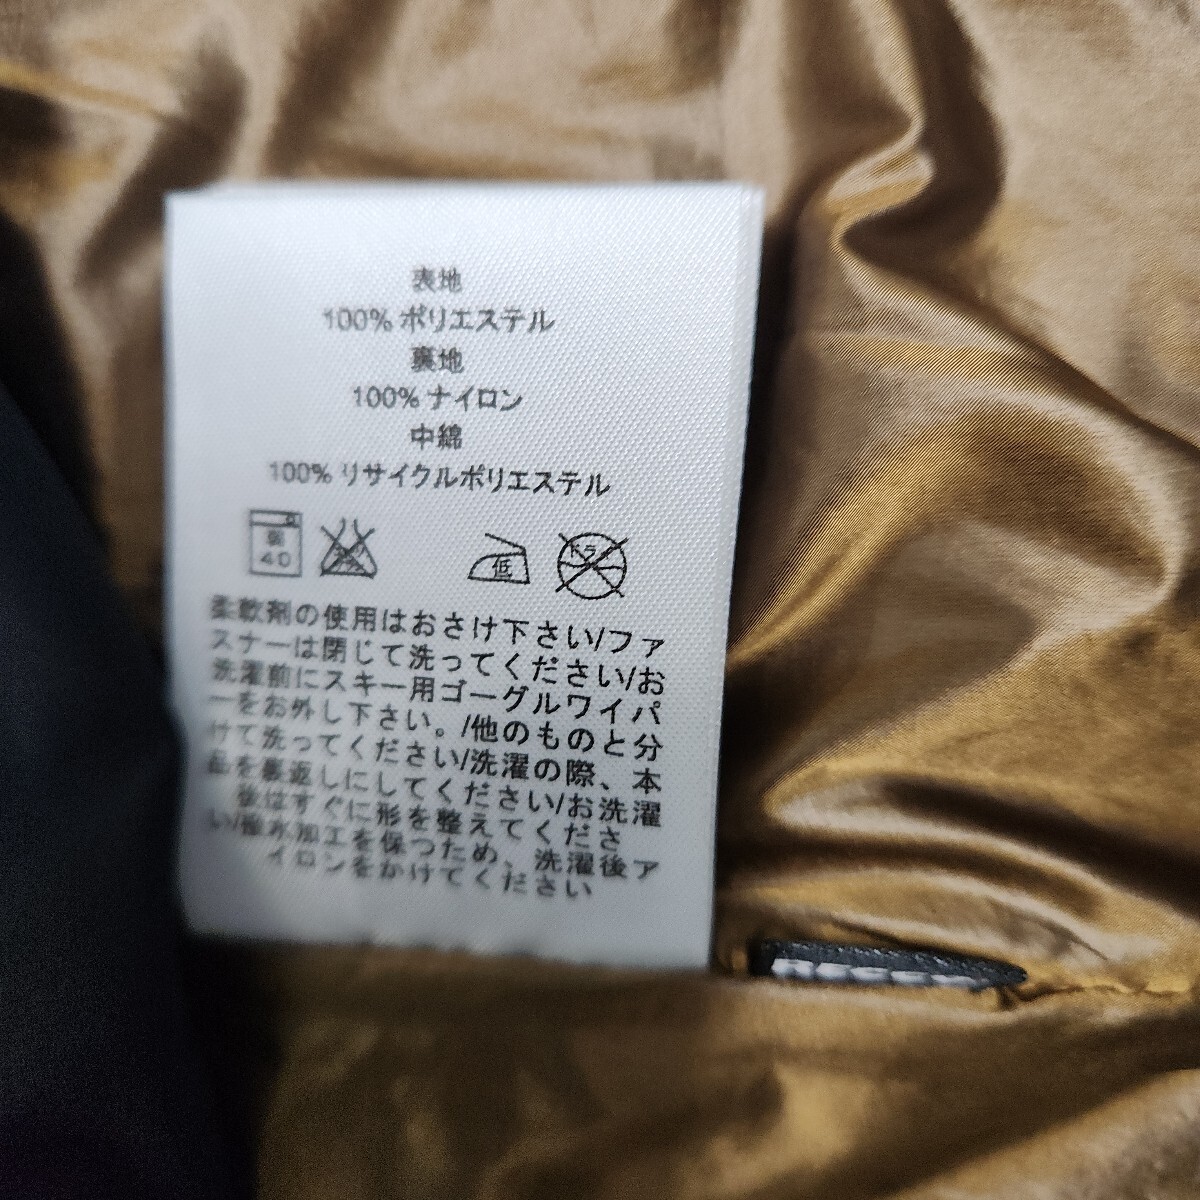 表地
100% ポリエステル
裏地
100% ナイロン
中綿
100% リサイクルポリエステル
弱 40 低 ドライ
柔軟剤の使用はおさけ下さい/ファ
スナーは閉じて洗ってください/お
洗濯前にスキー用ゴーグルワイパ
ーをお外し下さい。/他のものと分
けて洗ってください/洗濯の際、本
品を裏返しにしてください/お洗濯
後はすぐに形を整えてくださ
い/撥水加工を保つため、洗濯後ア
イロンをかけてください